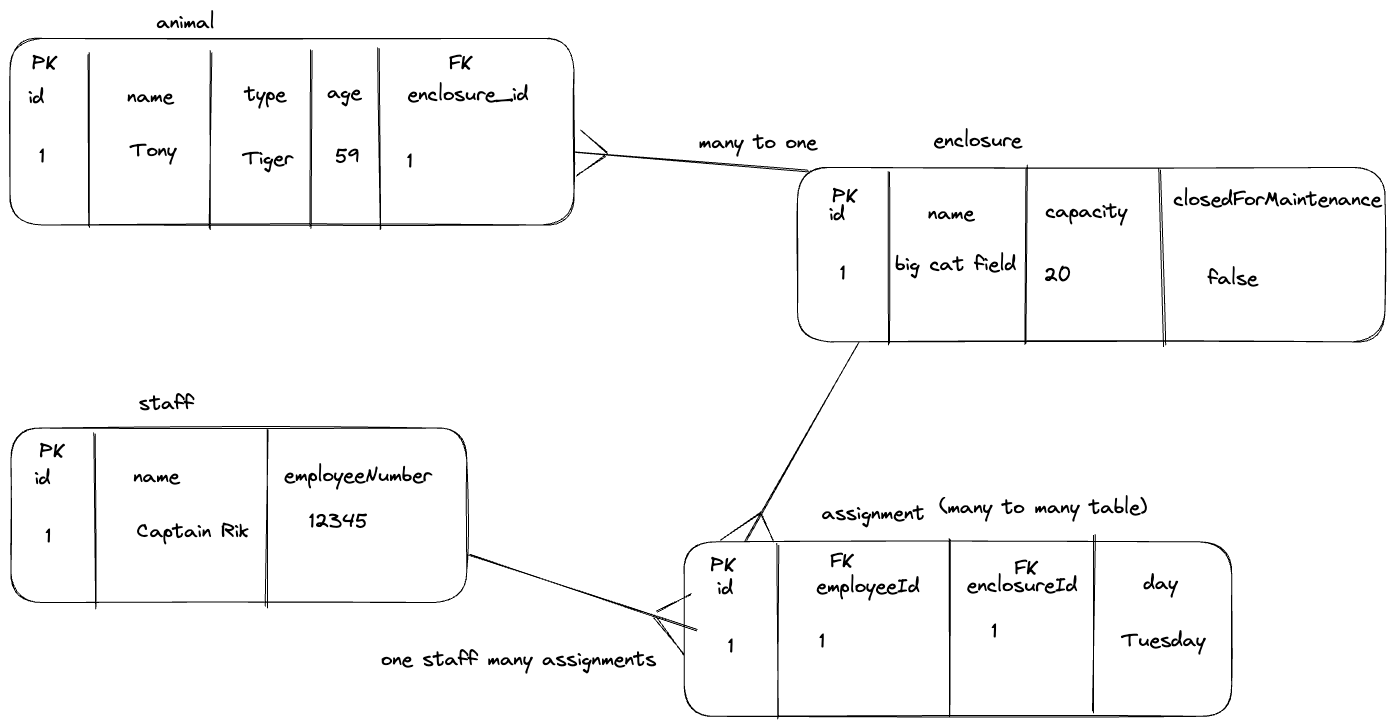 animal
PK
FK
id name type age enclosure_id
1 Tony Tiger 59 1
many to one
enclosure
PK
id name capacity closedForMaintenance
1 big cat field 20 false
staff
PK
id name employeeNumber
1 Captain Rik 12345
one staff many assignments
assignment (many to many table)
PK FK FK
id employeeId enclosureId day
1 1 1 Tuesday